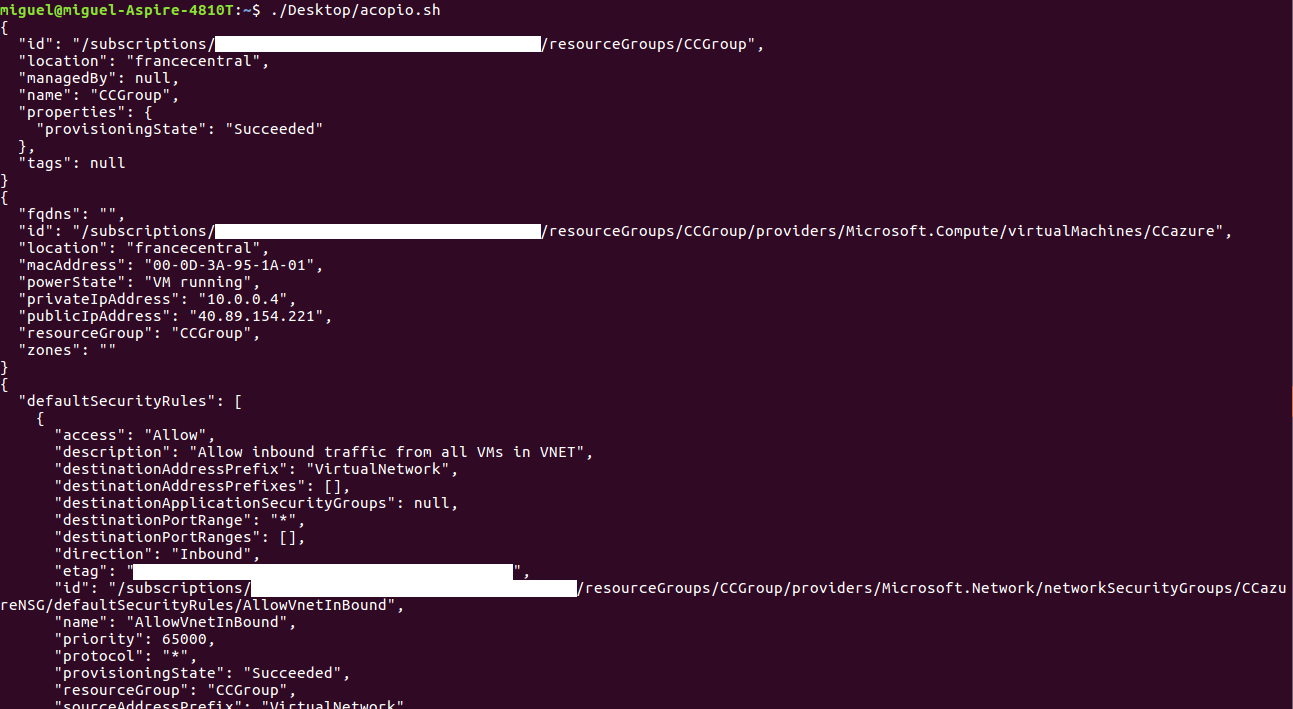 miguel@miguel-Aspire-4810T:~$ ./Desktop/acopio.sh
{
  "id": "/subscriptions/                                    /resourceGroups/CCGroup",
  "location": "francecentral",
  "managedBy": null,
  "name": "CCGroup",
  "properties": {
    "provisioningState": "Succeeded"
  },
  "tags": null
}
{
  "fqdns": "",
  "id": "/subscriptions/                                    /resourceGroups/CCGroup/providers/Microsoft.Compute/virtualMachines/CCazure",
  "location": "francecentral",
  "macAddress": "00-0D-3A-95-1A-01",
  "powerState": "VM running",
  "privateIpAddress": "10.0.0.4",
  "publicIpAddress": "40.89.154.221",
  "resourceGroup": "CCGroup",
  "zones": ""
}
{
  "defaultSecurityRules": [
    {
      "access": "Allow",
      "description": "Allow inbound traffic from all VMs in VNET",
      "destinationAddressPrefix": "VirtualNetwork",
      "destinationAddressPrefixes": [],
      "destinationApplicationSecurityGroups": null,
      "destinationPortRange": "*",
      "destinationPortRanges": [],
      "direction": "Inbound",
      "etag": "                                          ",
      "id": "/subscriptions/                                    /resourceGroups/CCGroup/providers/Microsoft.Network/networkSecurityGroups/CCazu
reNSG/defaultSecurityRules/AllowVnetInBound",
      "name": "AllowVnetInBound",
      "priority": 65000,
      "protocol": "*",
      "provisioningState": "Succeeded",
      "resourceGroup": "CCGroup",
      "sourceAddressPrefix": "VirtualNetwork"